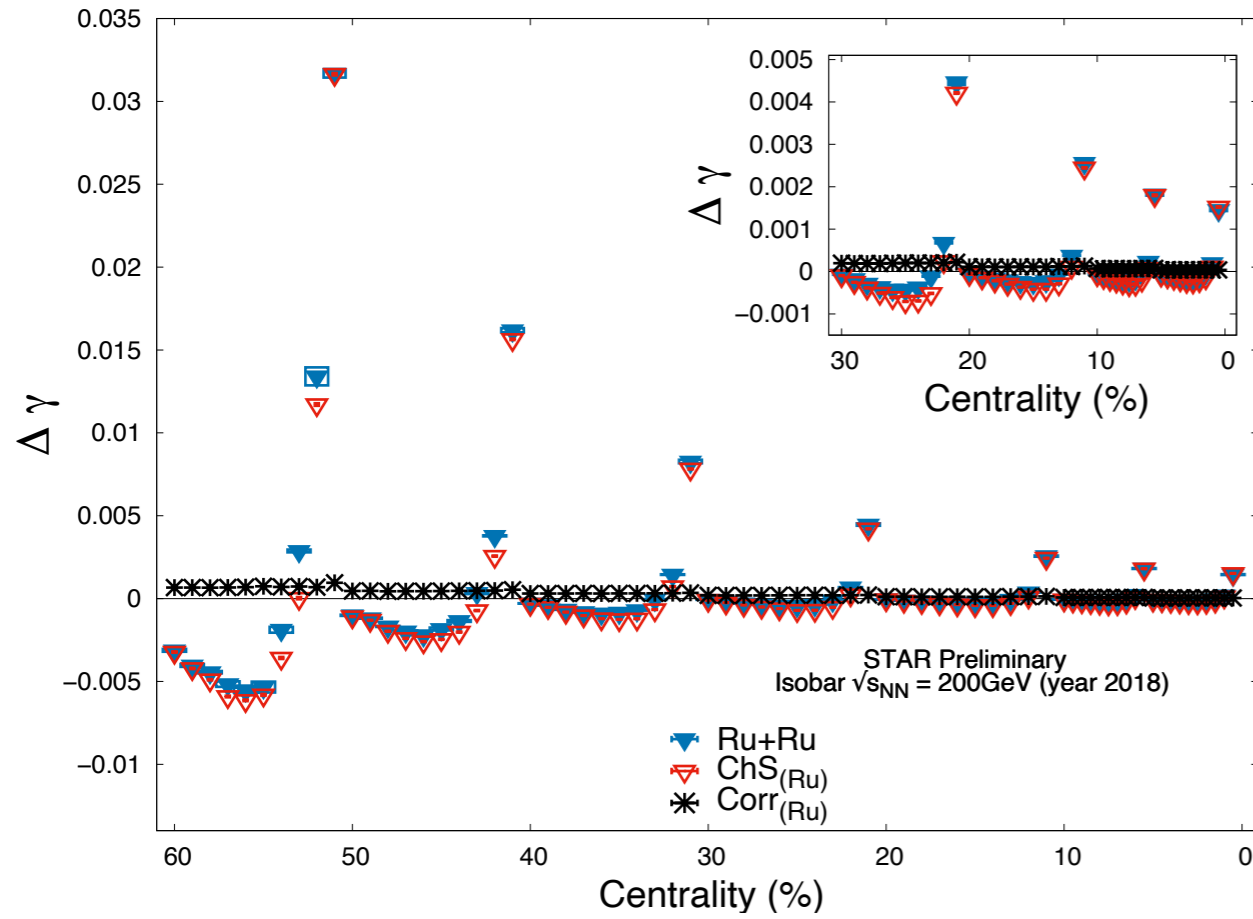 0.035
0.03
0.025
0.02
0.015
0.01
0.005
0
−0.005
−0.01
Δ γ
60 50 40 30 20 10 0
Centrality (%)
0.005
0.004
0.003
0.002
0.001
0
−0.001
Δ γ
30 20 10 0
Centrality (%)
STAR Preliminary
Isobar √sNN = 200GeV (year 2018)
Ru+Ru
ChS(Ru)
Corr(Ru)